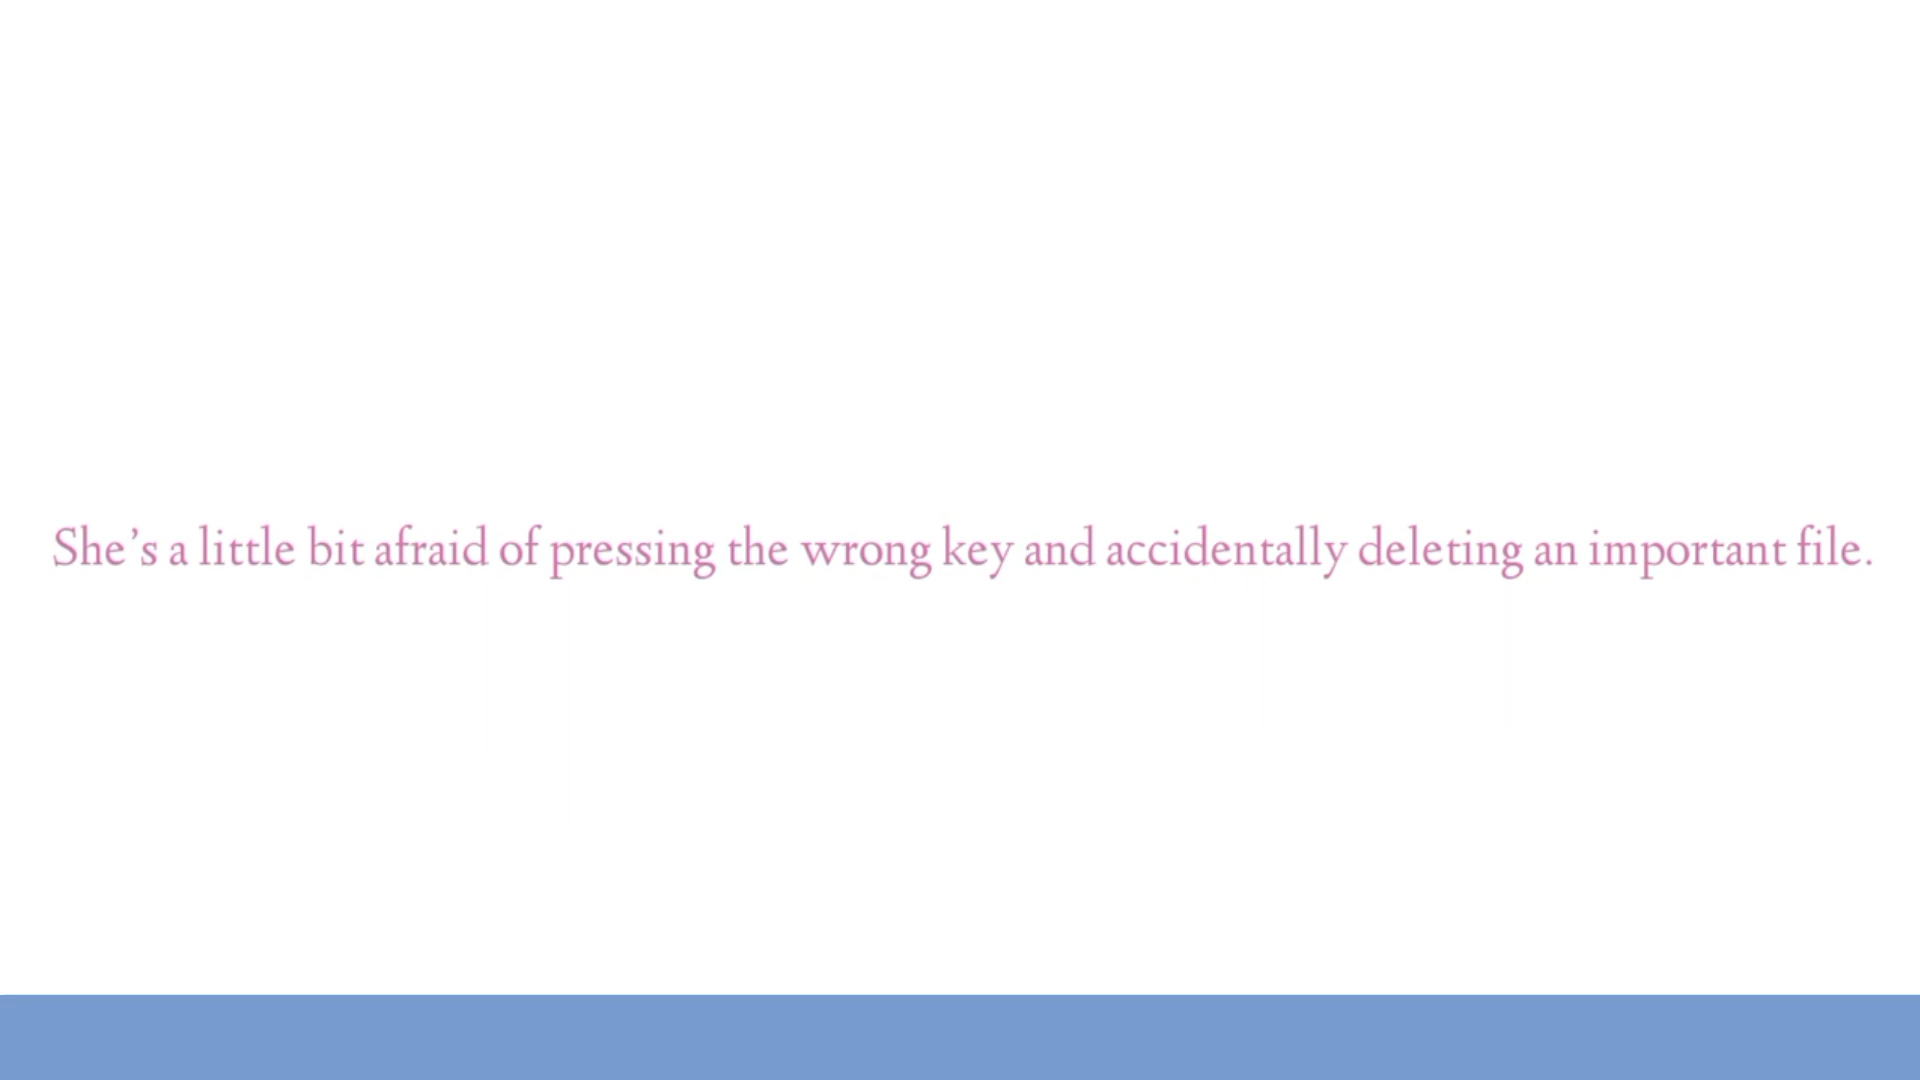 She’s a little bit afraid of pressing the wrong key and accidentally deleting an important file.